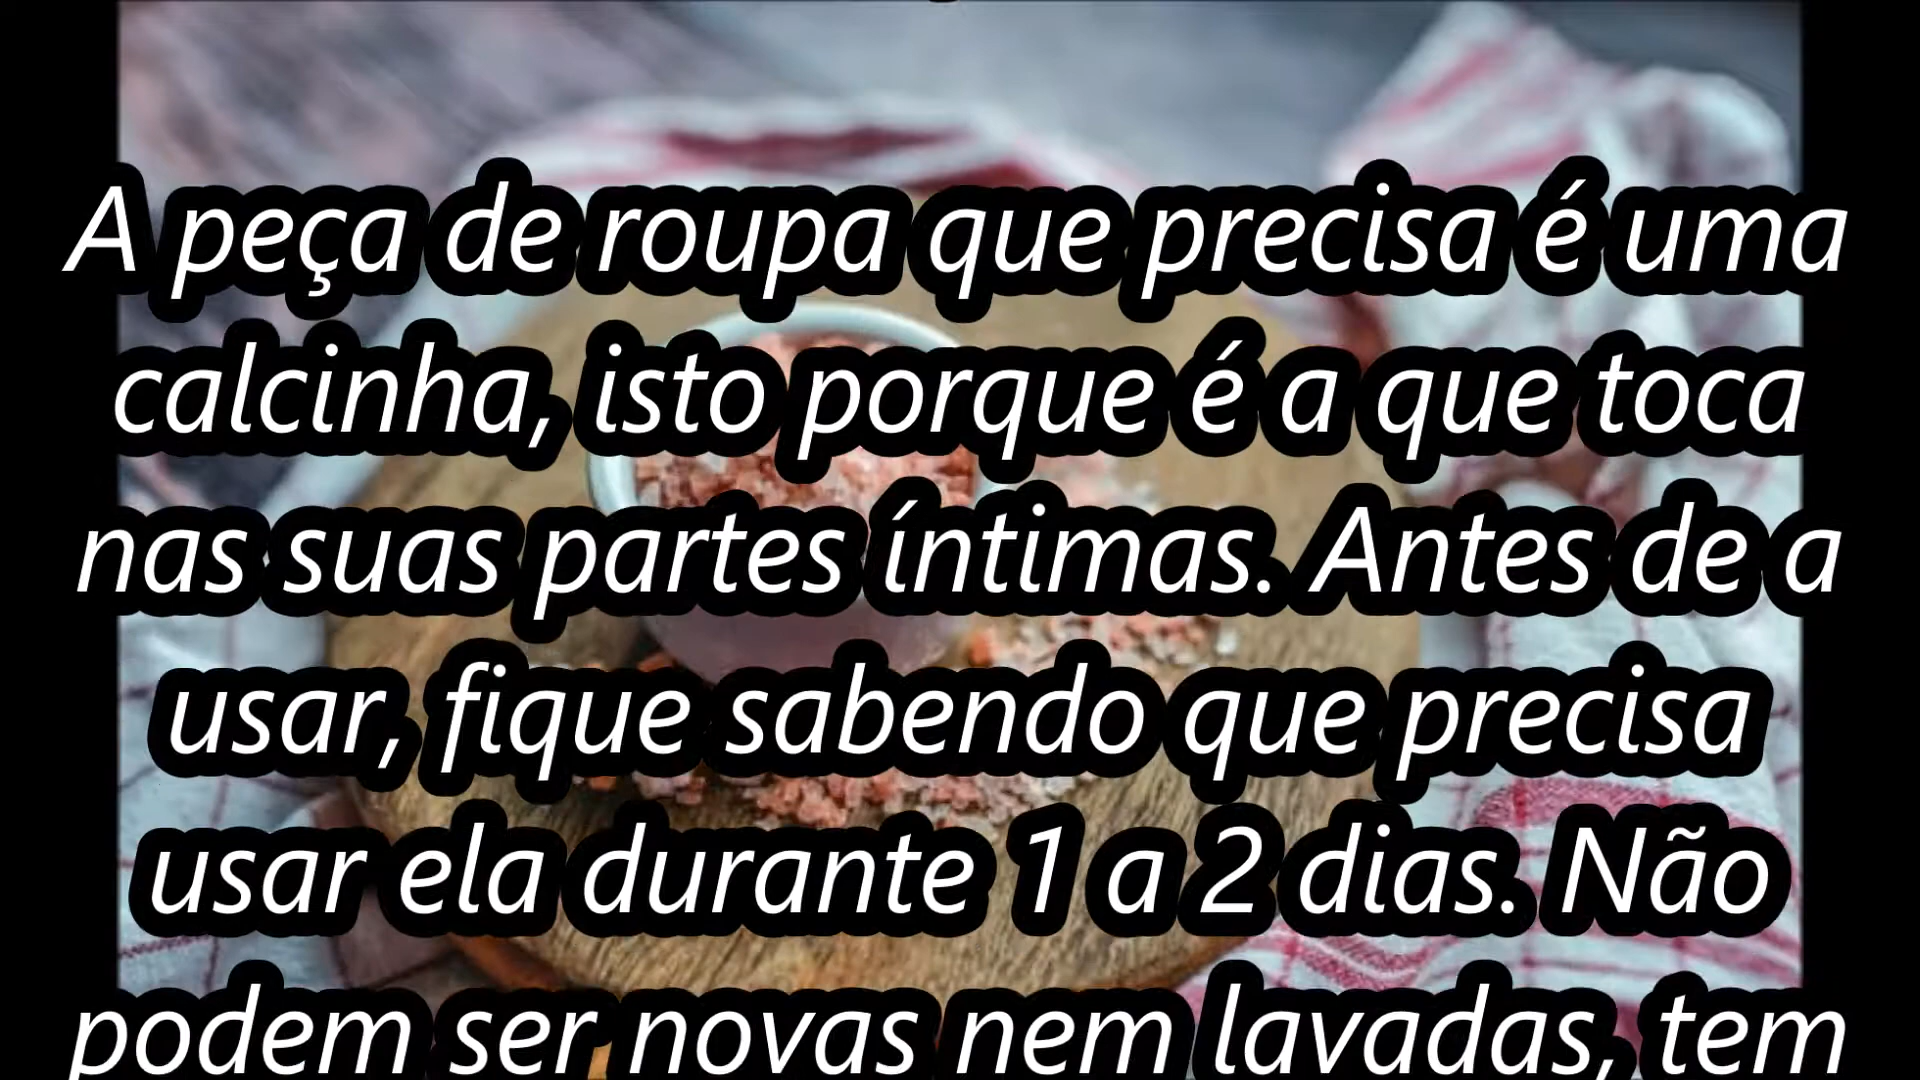 A peça de roupa que precisa é uma
calcinha, isto porque é a que toca
nas suas partes íntimas. Antes de a
usar, fique sabendo que precisa
usar ela durante 1 a 2 dias. Não
podem ser novas nem lavadas, tem